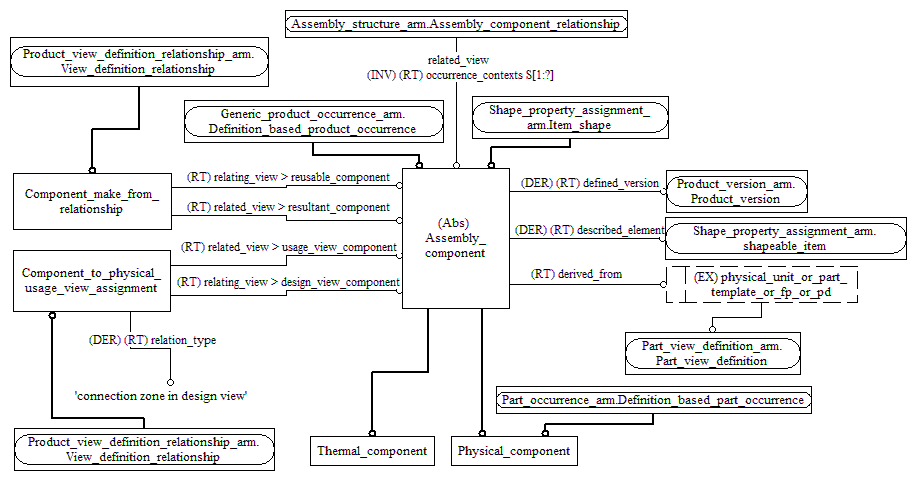 Assembly_structure_arm.Assembly_component_relationship
Product_view_definition_relationship_arm.
View_definition_relationship
related_view
(INV) (RT) occurrence_contexts S[1:?]
Generic_product_occurrence_arm.
Definition_based_product_occurrence
Shape_property_assignment_
arm.Item_shape
Component_make_from_
relationship
(RT) relating_view > reusable_component
(RT) related_view > resultant_component
(Abs)
Assembly_
component
(DER) (RT) defined_version
Product_version_arm.
Product_version
(DER) (RT) described_element
Shape_property_assignment_arm.
shapeable_item
Component_to_physical_
usage_view_assignment
(RT) related_view > usage_view_component
(RT) relating_view > design_view_component
(RT) derived_from
(EX) physical_unit_or_part_
template_or_fp_or_pd
(DER) (RT) relation_type
'connection zone in design view'
Part_view_definition_arm.
Part_view_definition
Part_occurrence_arm.Definition_based_part_occurrence
Product_view_definition_relationship_arm.
View_definition_relationship
Thermal_component
Physical_component